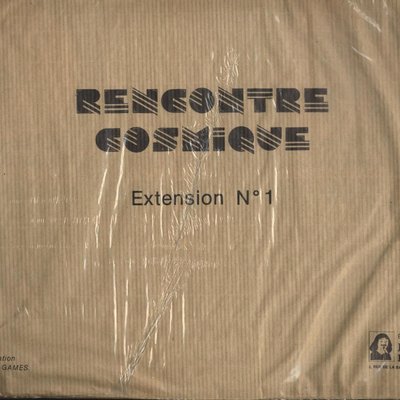 RENCONTRE
COSMIQUE
Extension N°1
GAMES